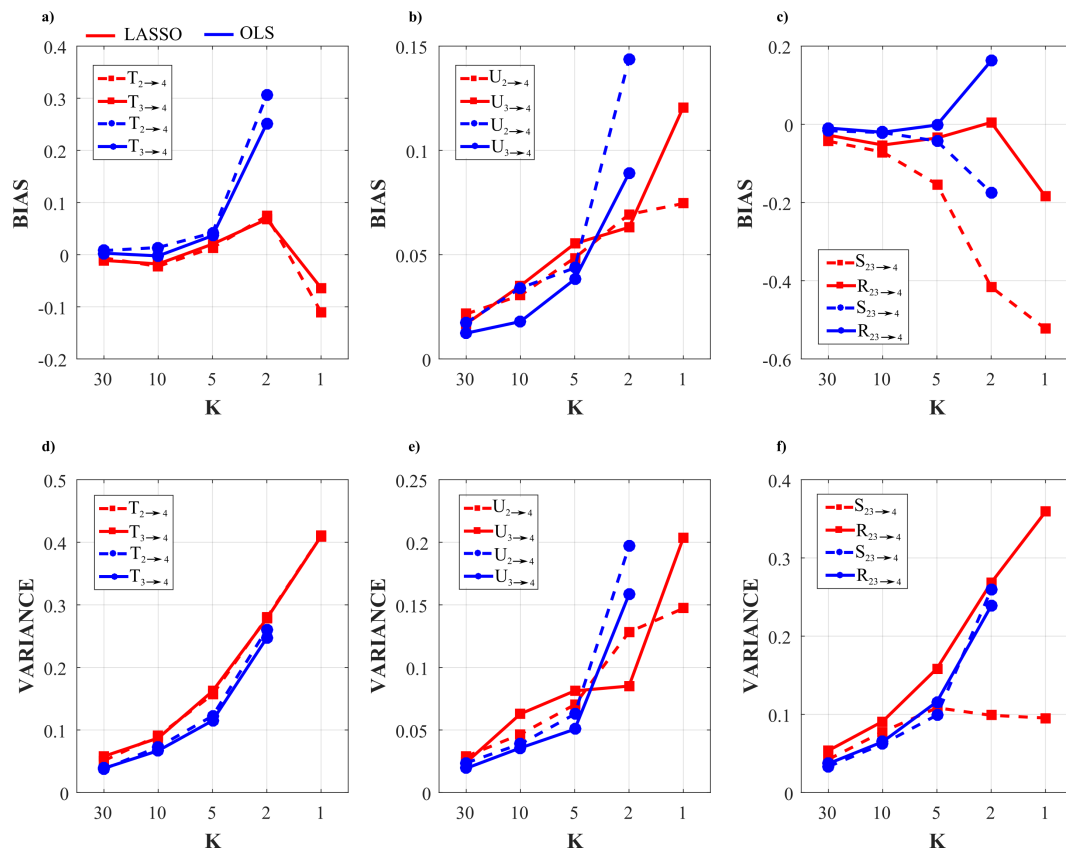 a)
LASSO OLS
0.4
0.3
0.2
0.1
0
-0.1
-0.2
BIAS
T2→4
T3→4
T2→4
T3→4
30 10 5 2 1
K
b)
0.15
0.1
0.05
0
BIAS
U2→4
U3→4
U2→4
U3→4
30 10 5 2 1
K
c)
0.2
0
-0.2
-0.4
-0.6
BIAS
S23→4
R23→4
S23→4
R23→4
30 10 5 2 1
K
d)
0.5
0.4
0.3
0.2
0.1
0
VARIANCE
T2→4
T3→4
T2→4
T3→4
30 10 5 2 1
K
e)
0.25
0.2
0.15
0.1
0.05
0
VARIANCE
U2→4
U3→4
U2→4
U3→4
30 10 5 2 1
K
f)
0.4
0.3
0.2
0.1
0
VARIANCE
S23→4
R23→4
S23→4
R23→4
30 10 5 2 1
K